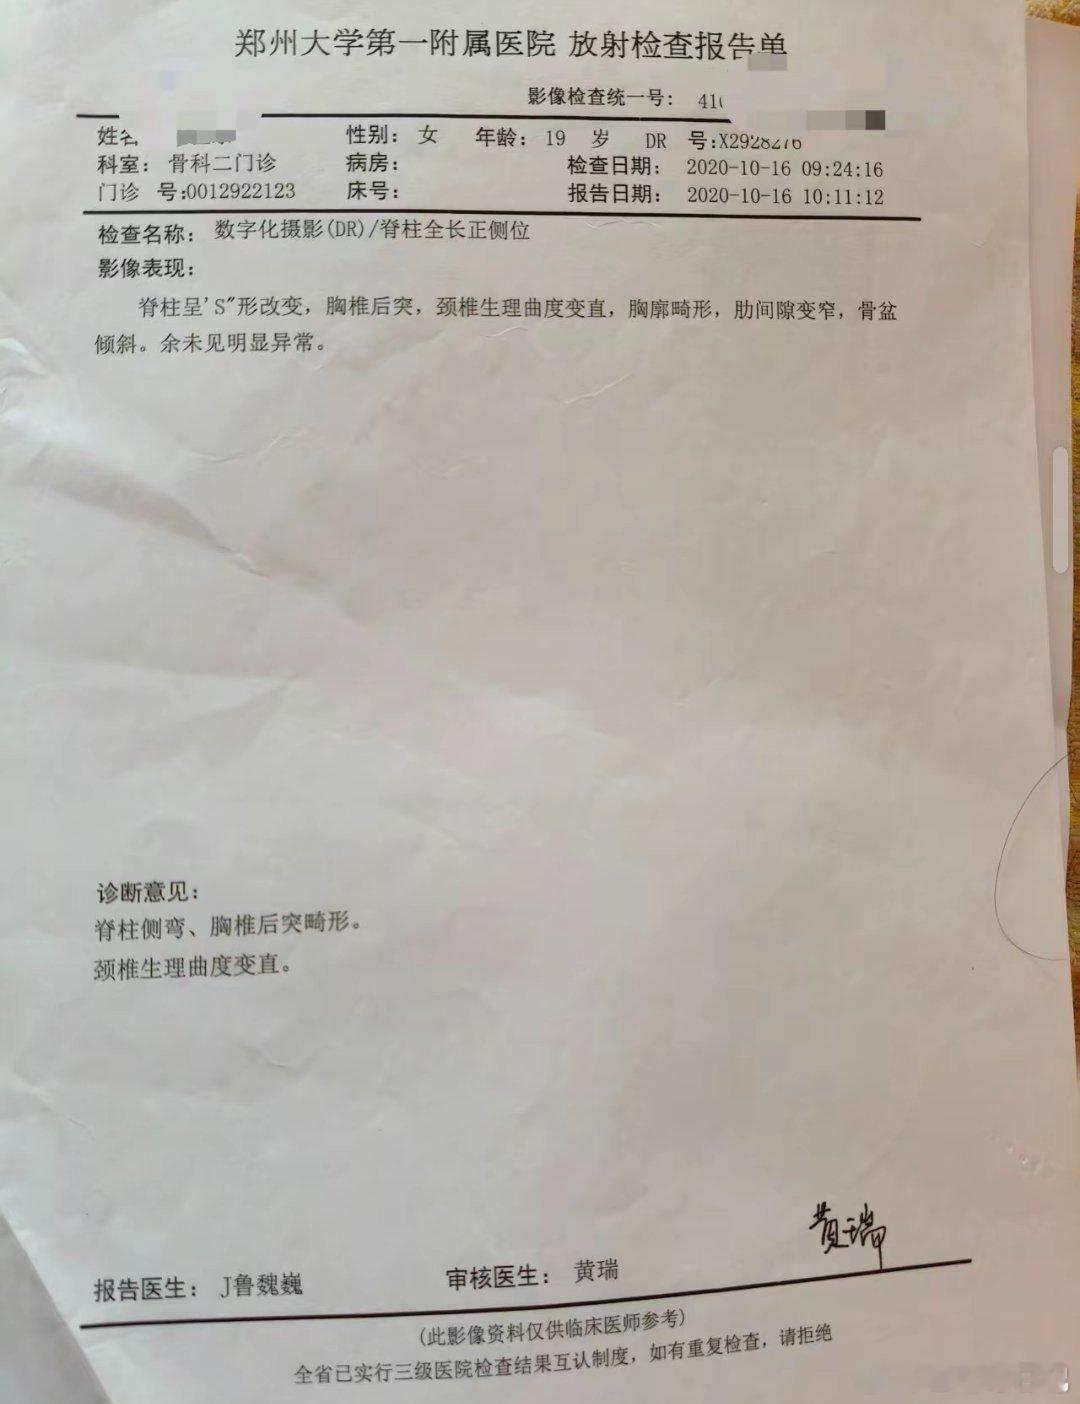 郑州大学第一附属医院 放射检查报告单
影像检查统一号: 41
姓名 性别: 女 年龄: 19 岁 DR 号:X2928276
科室: 骨科二门诊 病房: 检查日期: 2020-10-16 09:24:16
门诊 号:0012922123 床号: 报告日期: 2020-10-16 10:11:12
检查名称: 数字化摄影(DR)/脊柱全长正侧位
影像表现:
脊柱呈'S"形改变，胸椎后突，颈椎生理曲度变直，胸廓畸形，肋间隙变窄，骨盆
倾斜。余未见明显异常。
诊断意见:
脊柱侧弯、胸椎后突畸形。
颈椎生理曲度变直。
黄瑞
报告医生: J鲁魏巍 审核医生: 黄瑞
(此影像资料仅供临床医师参考)
全省已实行三级医院检查结果互认制度，如有重复检查，请拒绝